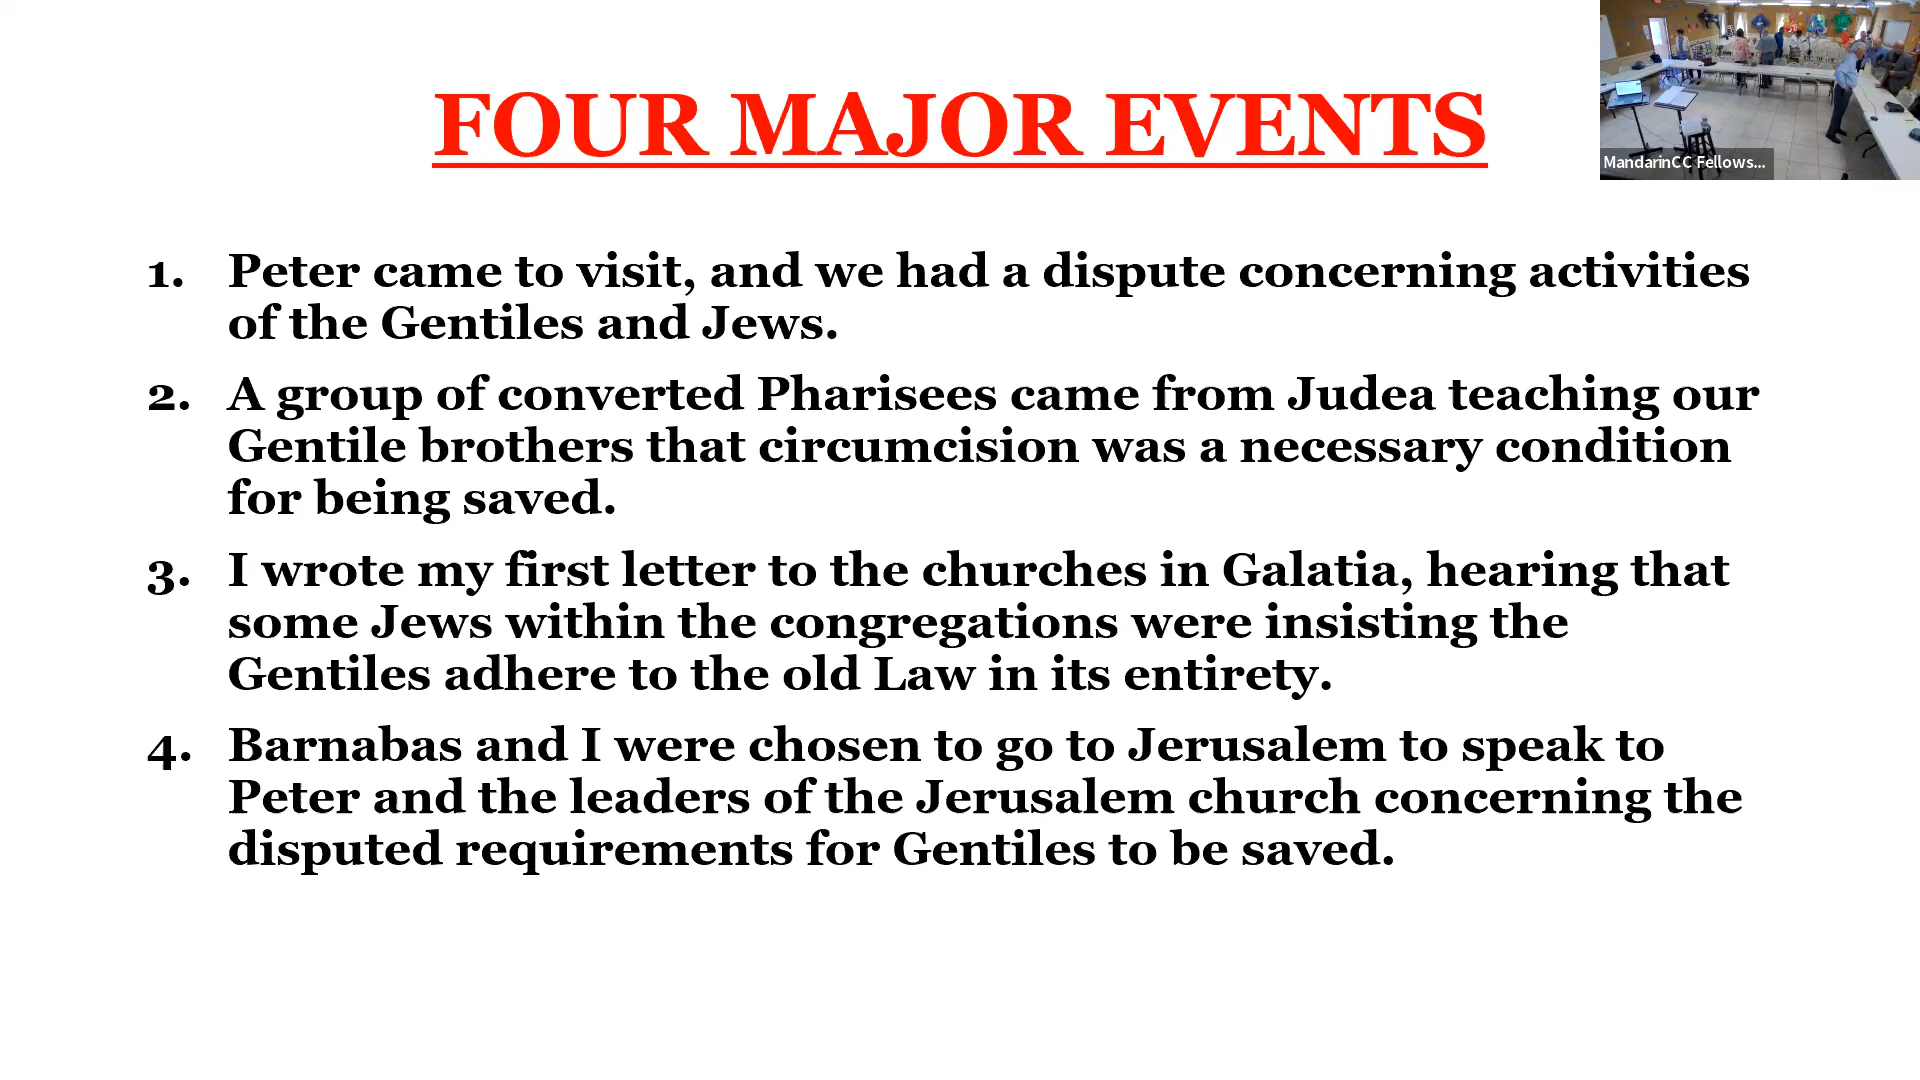 FOUR MAJOR EVENTS
MandarinCC Fellows...
1. Peter came to visit, and we had a dispute concerning activities
of the Gentiles and Jews.
2. A group of converted Pharisees came from Judea teaching our
Gentile brothers that circumcision was a necessary condition
for being saved.
3. I wrote my first letter to the churches in Galatia, hearing that
some Jews within the congregations were insisting the
Gentiles adhere to the old Law in its entirety.
4. Barnabas and I were chosen to go to Jerusalem to speak to
Peter and the leaders of the Jerusalem church concerning the
disputed requirements for Gentiles to be saved.